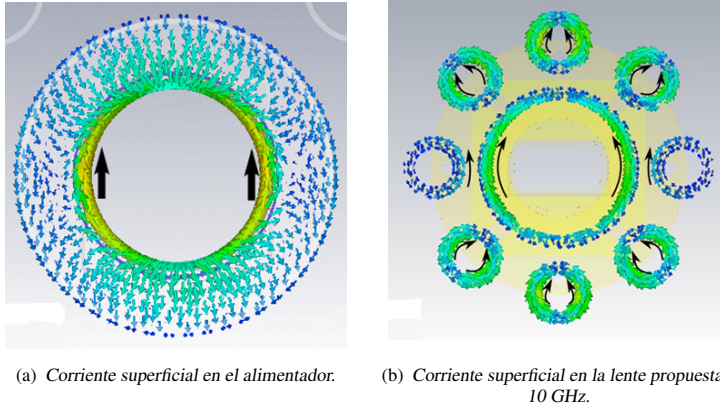 (a) Corriente superficial en el alimentador.
(b) Corriente superficial en la lente propuesta
10 GHz.